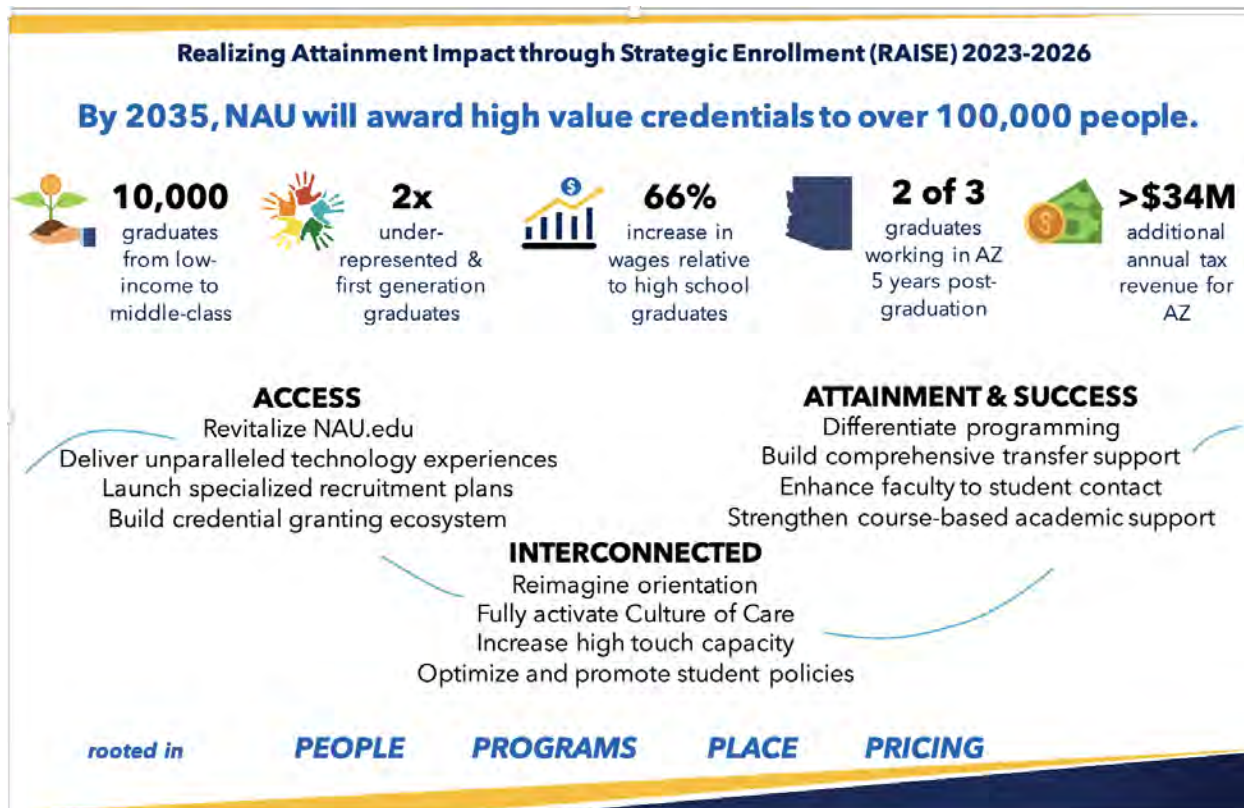 Realizing Attainment Impact through Strategic Enrollment (RAISE) 2023-2026
By 2035, NAU will award high value credentials to over 100,000 people.
10,000
graduates
from low-
income to
middle-class
2x
under-
represented &
first generation
graduates
$
66%
increase in
wages relative
to high school
graduates
2 of 3
graduates
working in AZ
5 years post-
graduation
$
>$34M
additional
annual tax
revenue for
AZ
ACCESS
Revitalize NAU.edu
Deliver unparalleled technology experiences
Launch specialized recruitment plans
Build credential granting ecosystem
ATTAINMENT & SUCCESS
Differentiate programming
Build comprehensive transfer support
Enhance faculty to student contact
Strengthen course-based academic support
INTERCONNECTED
Reimagine orientation
Fully activate Culture of Care
Increase high touch capacity
Optimize and promote student policies
rooted in PEOPLE PROGRAMS PLACE PRICING